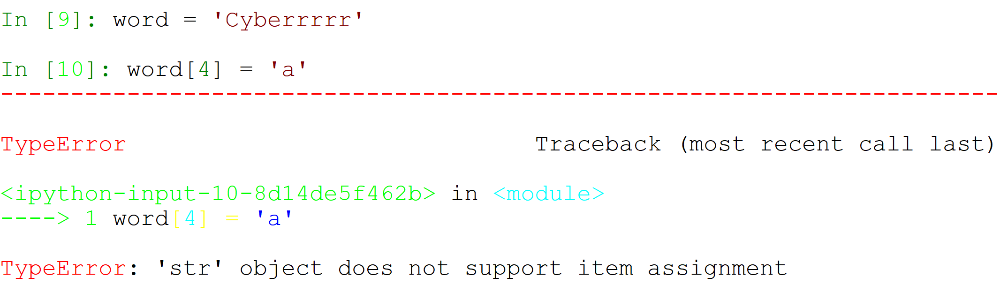 In [9]: word = 'Cyberrrrr'
In [10]: word[4] = 'a'
-----------------------------------------------------------------------
TypeError                             Traceback (most recent call last)
<ipython-input-10-8d14de5f462b> in <module>
----> 1 word[4] = 'a'
TypeError: 'str' object does not support item assignment